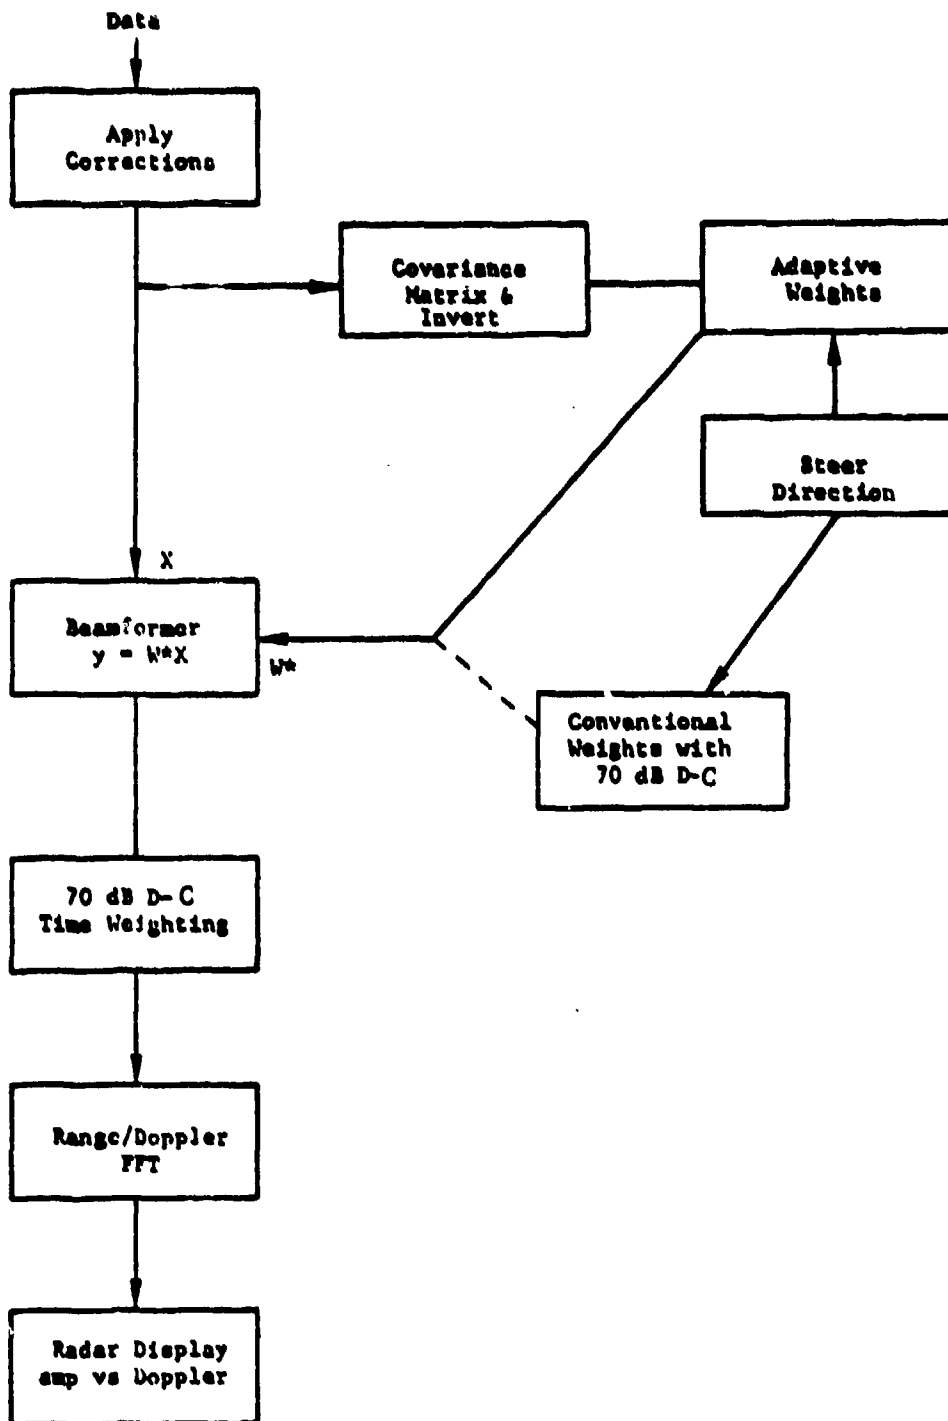 Data
Apply
Corrections
Covariance
Matrix &
Invert
Adaptive
Weights
Steer
Direction
X
Beamformer
y = W*X
W*
Conventional
Weights with
70 dB D-C
70 dB D-C
Time Weighting
Range/Doppler
FFT
Radar Display
amp vs Doppler